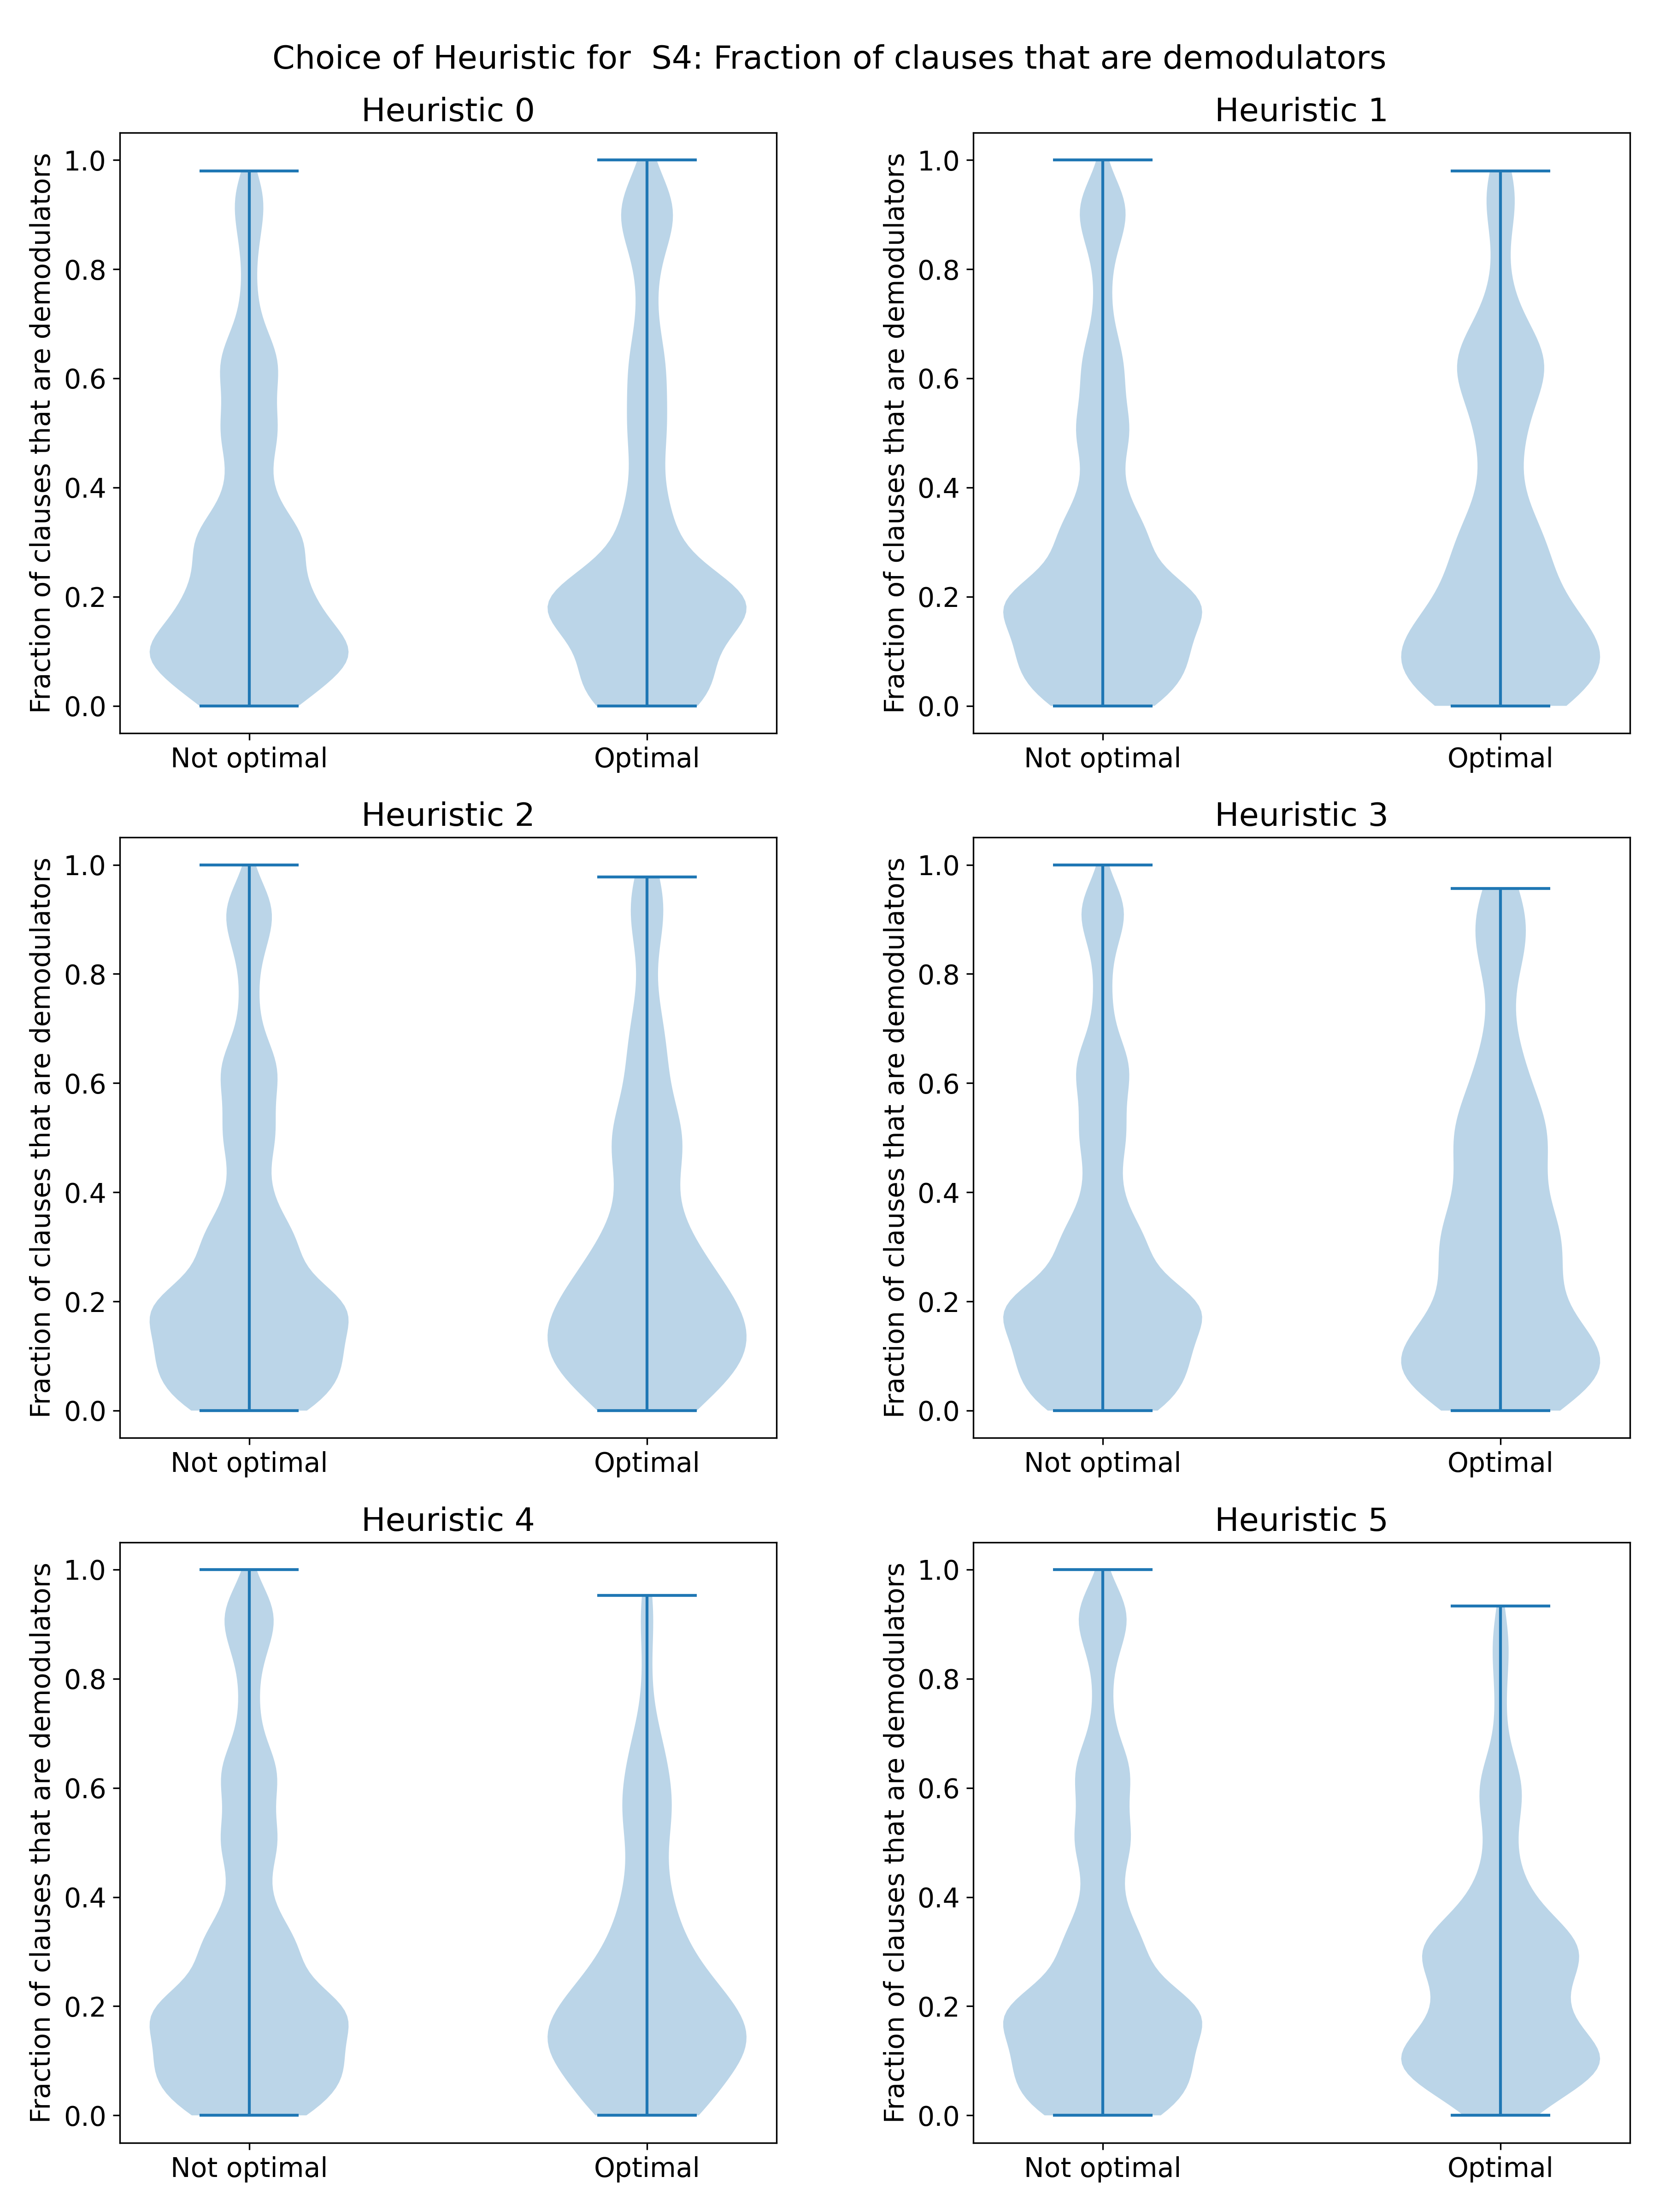 Choice of Heuristic for  S4: Fraction of clauses that are demodulators
Heuristic 0
Fraction of clauses that are demodulators
1.0
0.8
0.6
0.4
0.2
0.0
Not optimal
Optimal
Heuristic 1
Fraction of clauses that are demodulators
1.0
0.8
0.6
0.4
0.2
0.0
Not optimal
Optimal
Heuristic 2
Fraction of clauses that are demodulators
1.0
0.8
0.6
0.4
0.2
0.0
Not optimal
Optimal
Heuristic 3
Fraction of clauses that are demodulators
1.0
0.8
0.6
0.4
0.2
0.0
Not optimal
Optimal
Heuristic 4
Fraction of clauses that are demodulators
1.0
0.8
0.6
0.4
0.2
0.0
Not optimal
Optimal
Heuristic 5
Fraction of clauses that are demodulators
1.0
0.8
0.6
0.4
0.2
0.0
Not optimal
Optimal